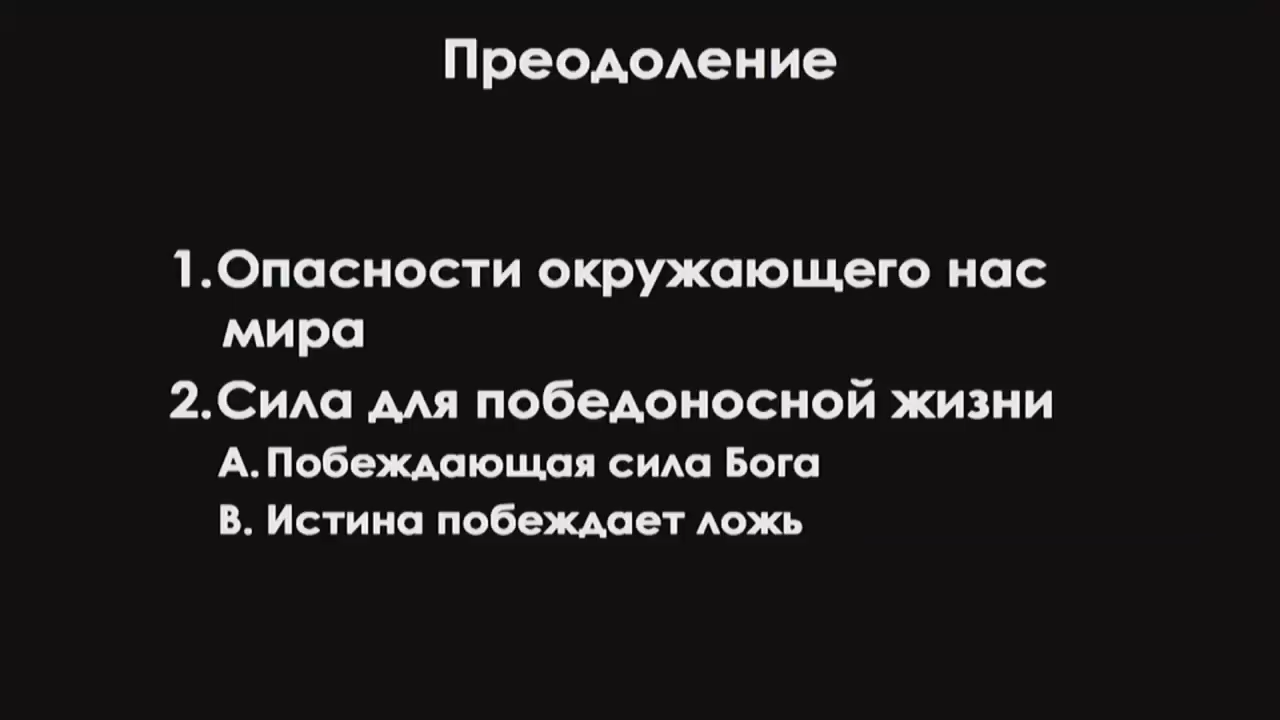 Преодоление
1.Опасности окружающего нас
мира
2.Сила для победоносной жизни
А.Побеждающая сила Бога
В. Истина побеждает ложь